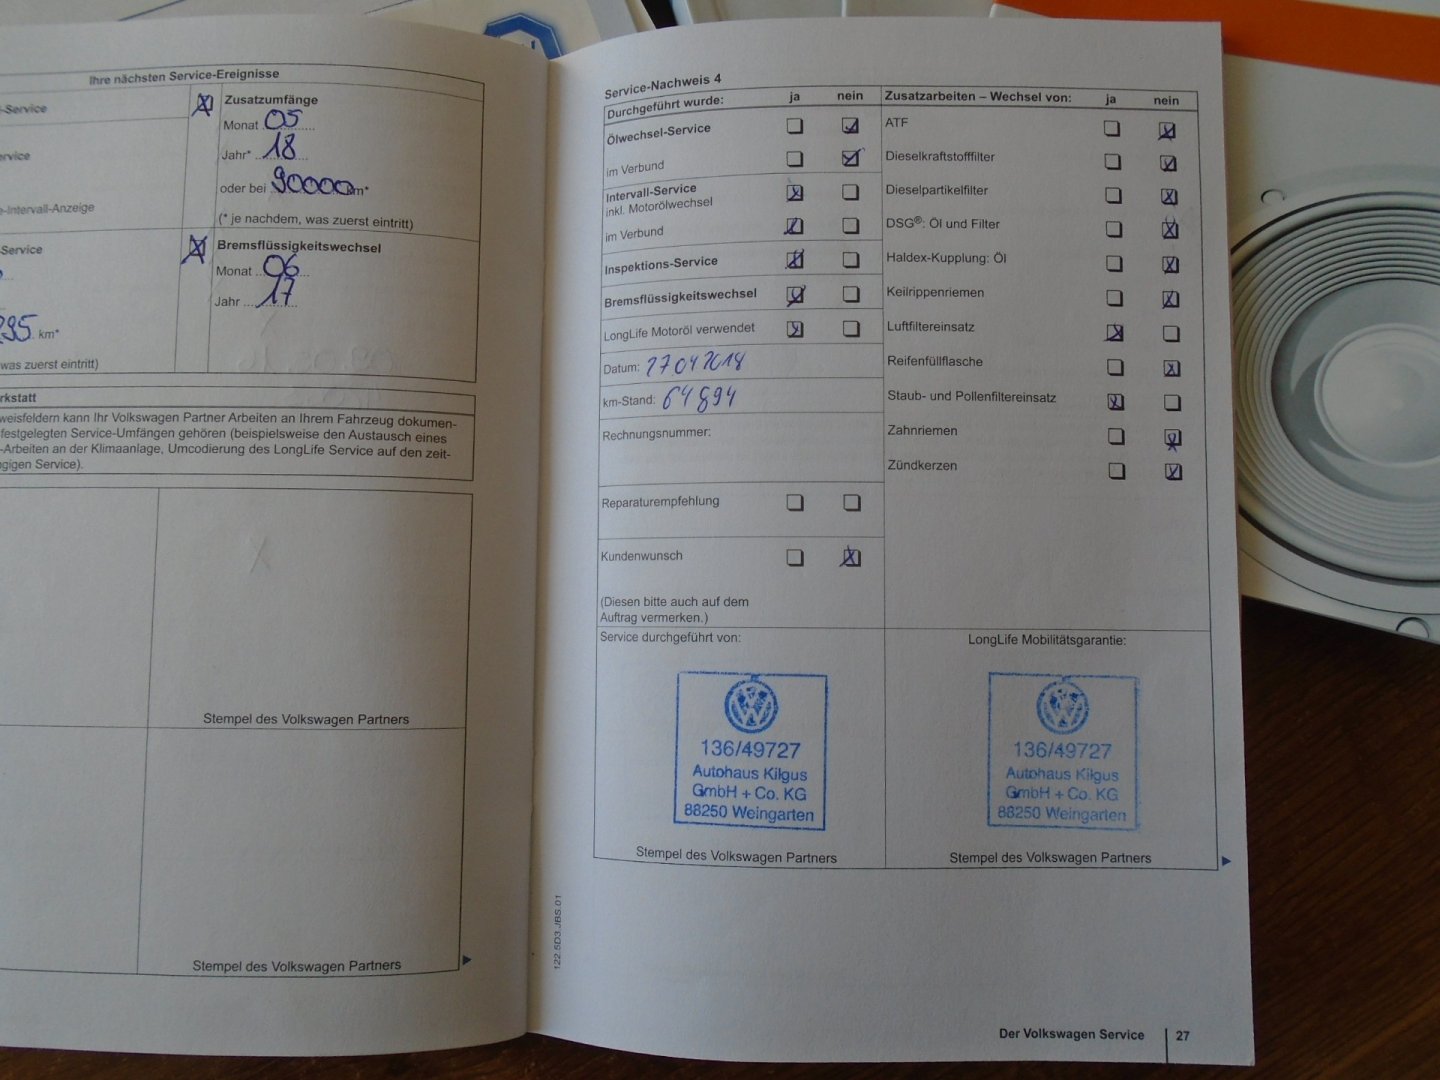 Ihre nächsten Service-Ereignisse
-Service
Zusatzumfänge
Monat 05
ervice
Jahr* 18
oder bei 90000 km*
e-Intervall-Anzeige
(* je nachdem, was zuerst eintritt)
-Service
Bremsflüssigkeitswechsel
Monat 06
Jahr 17
295 km*
was zuerst eintritt)
rkstatt
weisfeldern kann Ihr Volkswagen Partner Arbeiten an Ihrem Fahrzeug dokumen-
festgelegten Service-Umfängen gehören (beispielsweise den Austausch eines
-Arbeiten an der Klimaanlage, Umcodierung des LongLife Service auf den zeit-
gigen Service).
Stempel des Volkswagen Partners
Stempel des Volkswagen Partners
Service-Nachweis 4
Durchgeführt wurde: ja nein
Zusatzarbeiten – Wechsel von: ja nein
Ölwechsel-Service
ATF
im Verbund
Dieselkraftstofffilter
Intervall-Service
inkl. Motorölwechsel
Dieselpartikelfilter
im Verbund
DSG®: Öl und Filter
Inspektions-Service
Haldex-Kupplung: Öl
Bremsflüssigkeitswechsel
Keilrippenriemen
LongLife Motoröl verwendet
Luftfiltereinsatz
Datum: 27042018
Reifenfüllflasche
km-Stand: 64894
Staub- und Pollenfiltereinsatz
Rechnungsnummer:
Zahnriemen
Zündkerzen
Reparaturempfehlung
Kundenwunsch
(Diesen bitte auch auf dem
Auftrag vermerken.)
Service durchgeführt von:
LongLife Mobilitätsgarantie:
136/49727
Autohaus Kilgus
GmbH + Co. KG
88250 Weingarten
136/49727
Autohaus Kilgus
GmbH + Co. KG
88250 Weingarten
Stempel des Volkswagen Partners
Stempel des Volkswagen Partners
122.5D3.JBS.01
Der Volkswagen Service 27